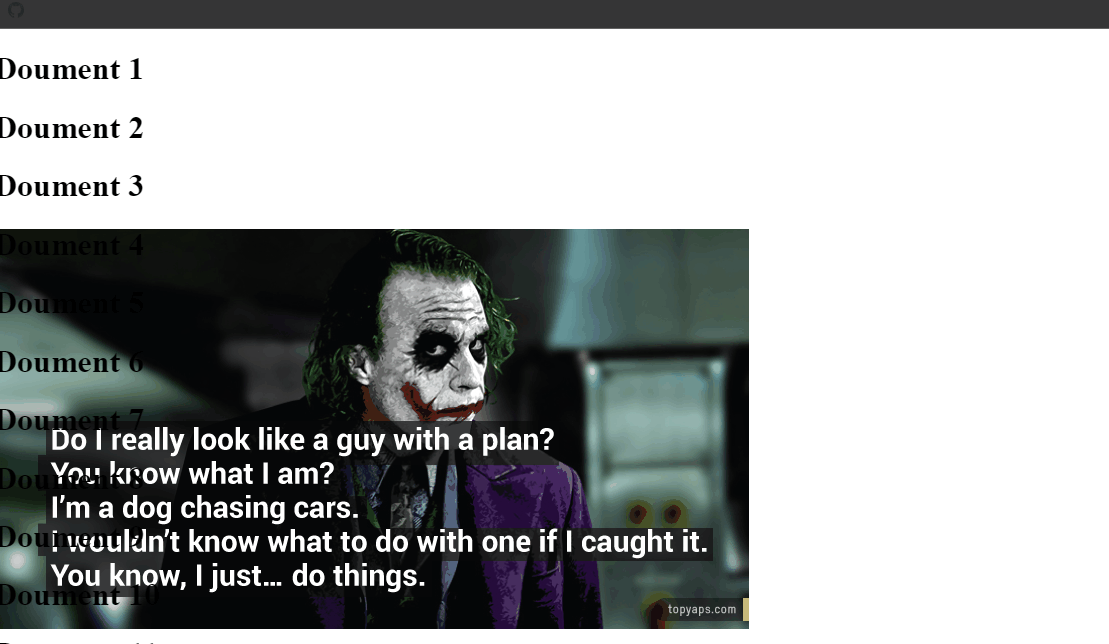 Doument 1
Doument 2
Doument 3
Doument 4
Doument 5
Doument 6
Doument 7
Do I really look like a guy with a plan?
You know what I am?
Doument 8
I'm a dog chasing cars.
Doument 9
I wouldn't know what to do with one if I caught it.
You know, I just... do things.
Doument 10
topyaps.com